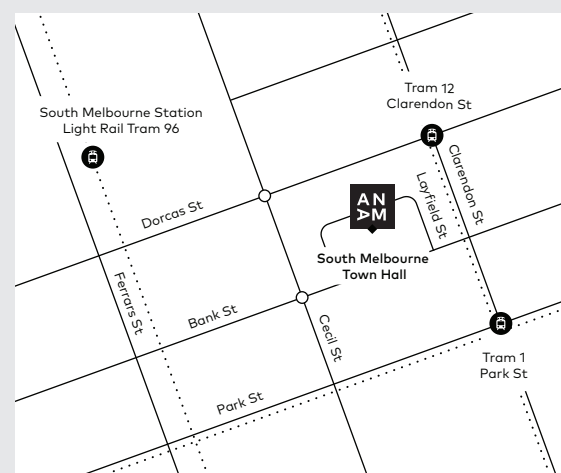 Tram 12
Clarendon St
South Melbourne Station
Light Rail Tram 96
Clarendon St
Layfield St
AN
AM
Dorcas St
South Melbourne
Town Hall
Ferrars St
Bank St
Cecil St
Tram 1
Park St
Park St